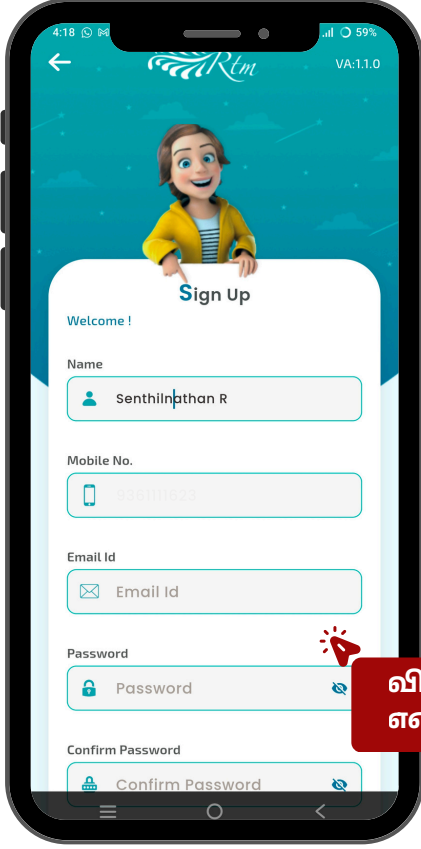 4:18 59%
Rtm
VA:1.1.0
Sign Up
Welcome !
Name
Senthilnathan R
Mobile No.
Email Id
Email Id
Password
Password
Confirm Password
Confirm Password